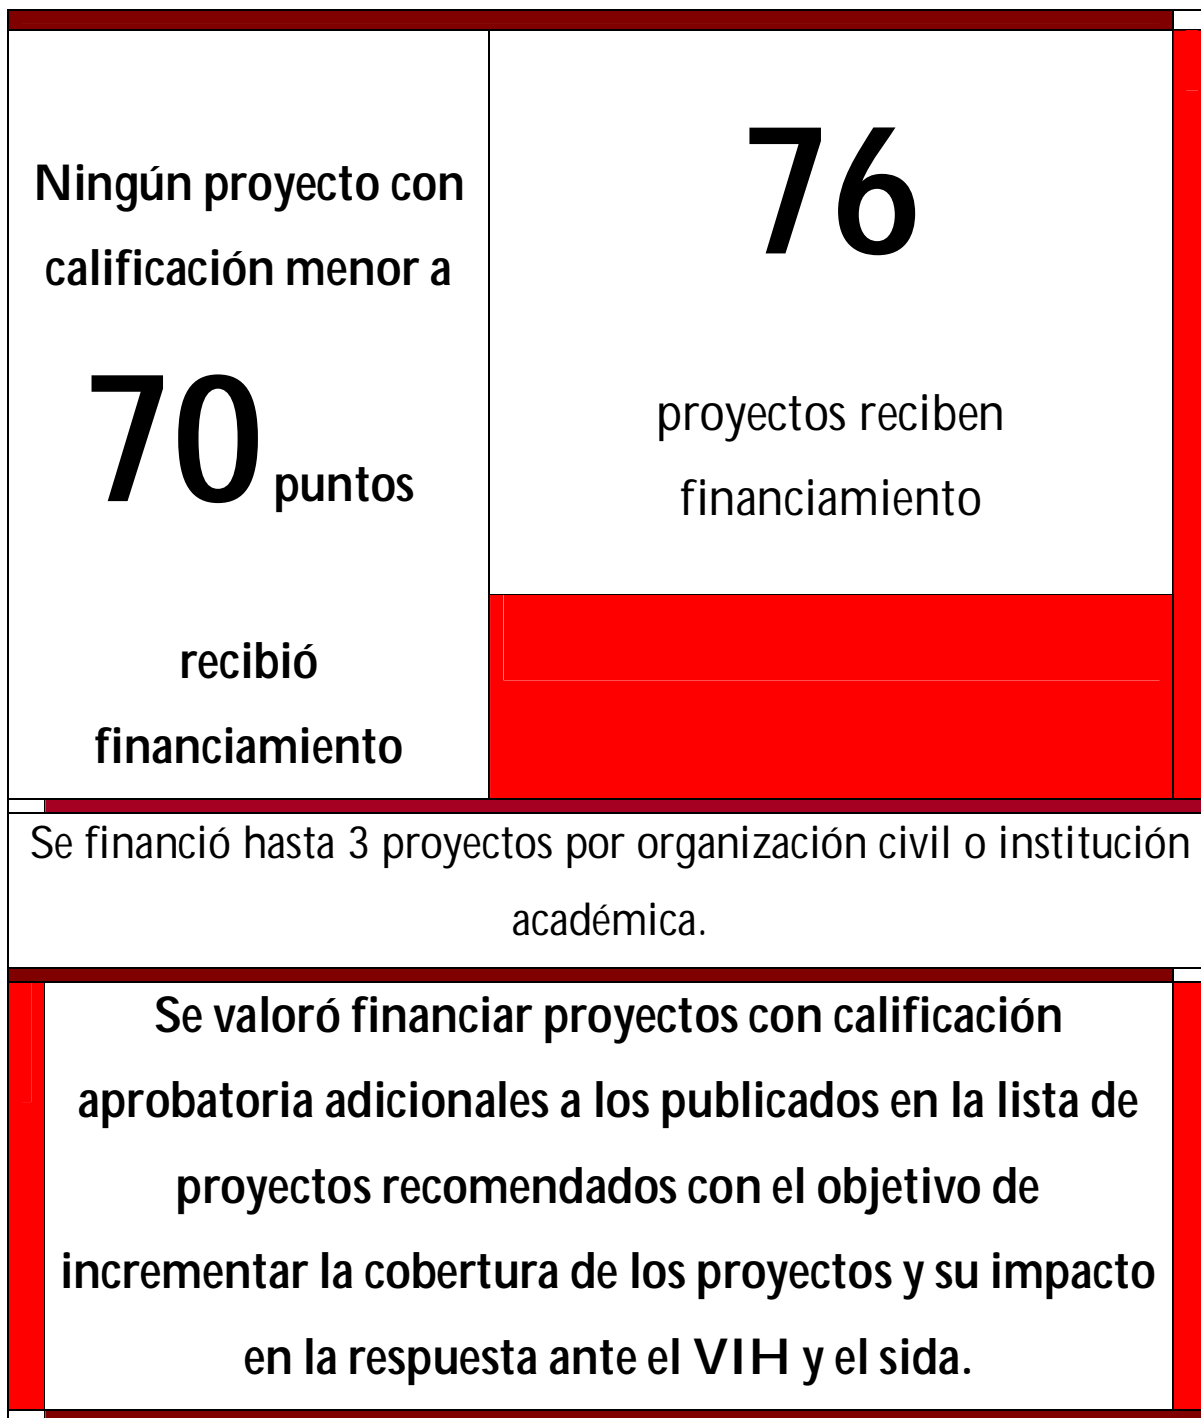 Ningún proyecto con
calificación menor a
70 puntos
recibió
financiamiento
76
proyectos reciben
financiamiento
Se financió hasta 3 proyectos por organización civil o institución
académica.
Se valoró financiar proyectos con calificación
aprobatoria adicionales a los publicados en la lista de
proyectos recomendados con el objetivo de
incrementar la cobertura de los proyectos y su impacto
en la respuesta ante el VIH y el sida.